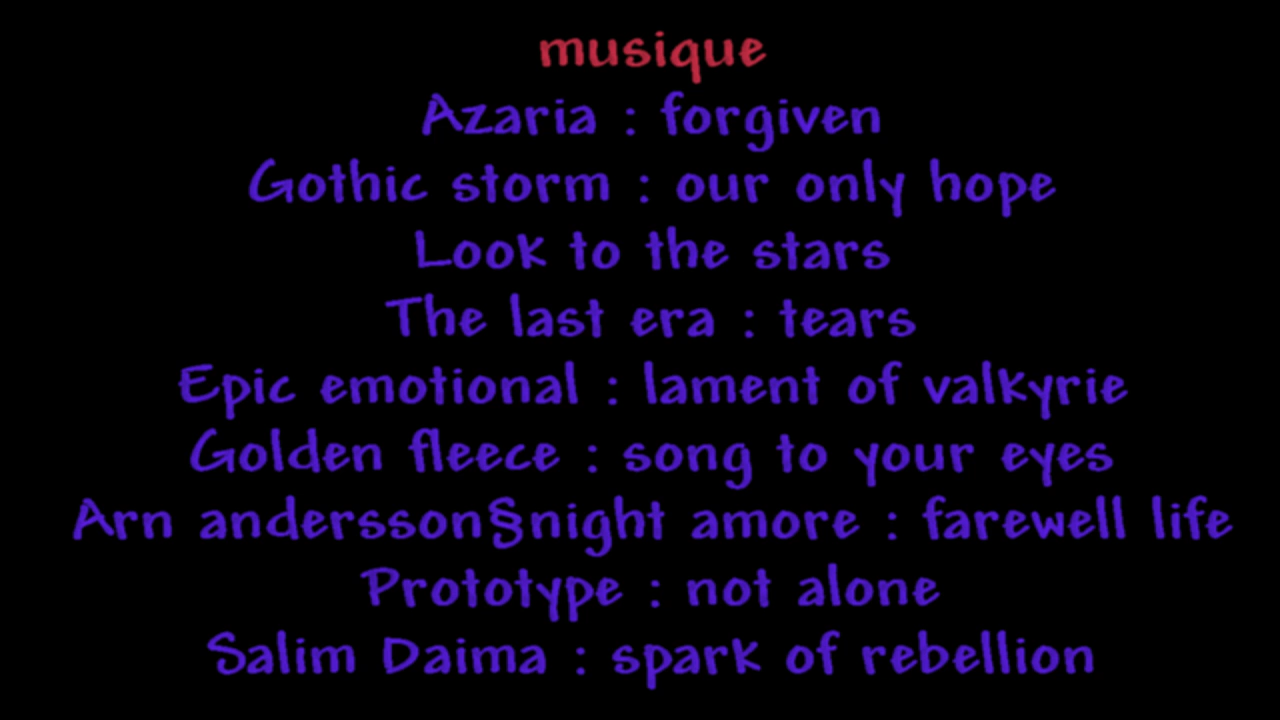 musique
Azaria : forgiven
Gothic storm : our only hope
Look to the stars
The last era : tears
Epic emotional : lament of valkyrie
Golden fleece : song to your eyes
Arn andersson§night amore : farewell life
Prototype : not alone
Salim Daima : spark of rebellion